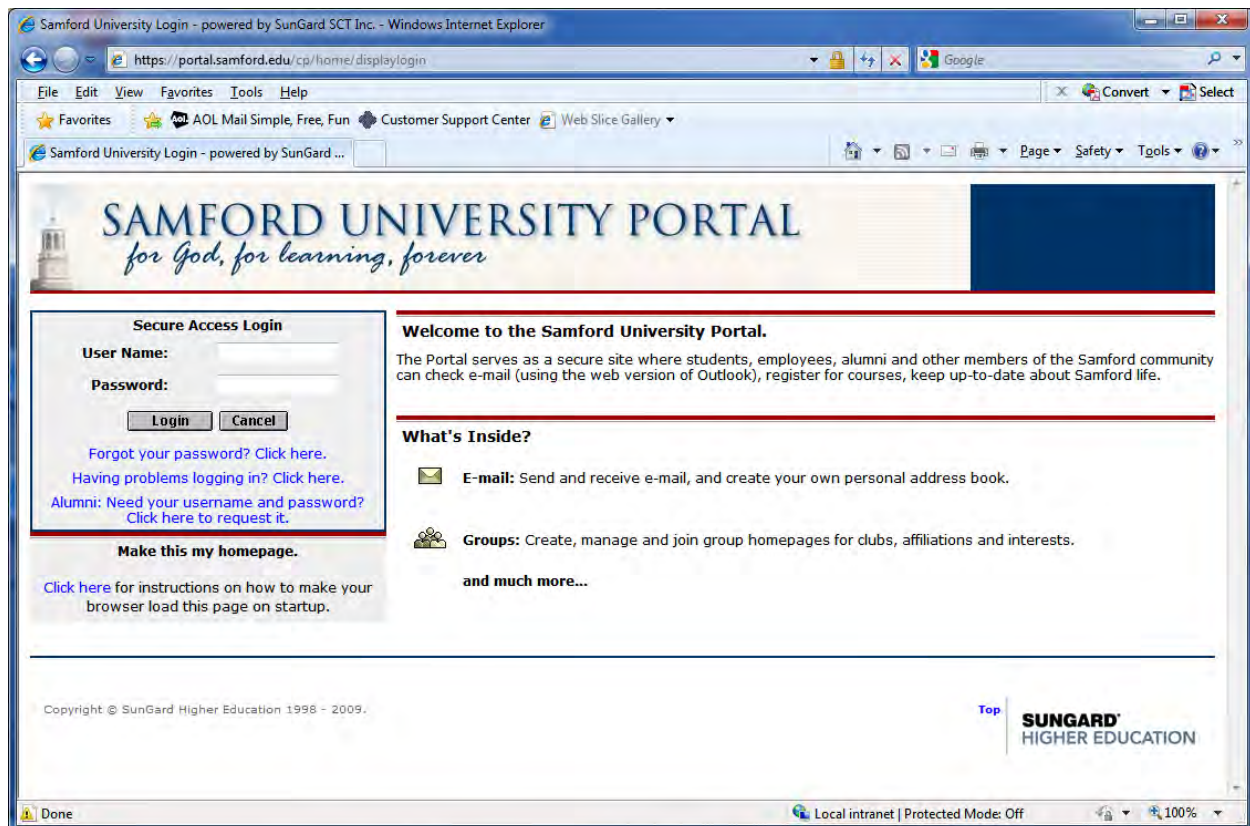 Samford University Login - powered by SunGard SCT Inc. - Windows Internet Explorer
https://portal.samford.edu/cp/home/displaylogin
Google
File Edit View Favorites Tools Help
Convert Select
Favorites AOL Mail Simple, Free, Fun Customer Support Center Web Slice Gallery
Samford University Login - powered by SunGard ...
Page Safety Tools
SAMFORD UNIVERSITY PORTAL
for God, for learning, forever
Secure Access Login
User Name:
Password:
Login Cancel
Forgot your password? Click here.
Having problems logging in? Click here.
Alumni: Need your username and password?
Click here to request it.
Make this my homepage.
Click here for instructions on how to make your
browser load this page on startup.
Welcome to the Samford University Portal.
The Portal serves as a secure site where students, employees, alumni and other members of the Samford community
can check e-mail (using the web version of Outlook), register for courses, keep up-to-date about Samford life.
What's Inside?
E-mail: Send and receive e-mail, and create your own personal address book.
Groups: Create, manage and join group homepages for clubs, affiliations and interests.
and much more...
Copyright © SunGard Higher Education 1998 - 2009.
Top
SUNGARD'
HIGHER EDUCATION
Done
Local intranet | Protected Mode: Off
100%